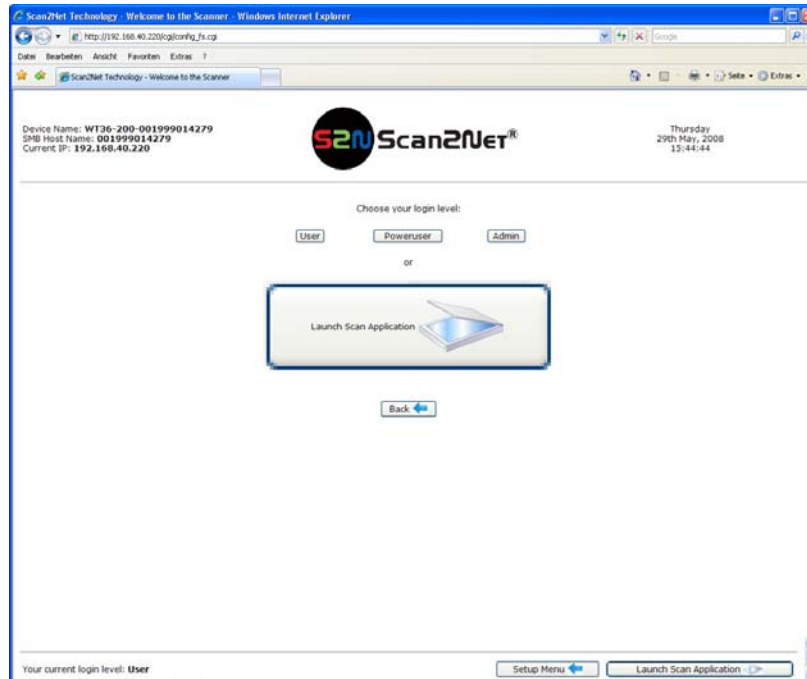 Scan2Net Technology - Welcome to the Scanner - Windows Internet Explorer
http://192.168.40.220/cgi/config_fs.cgi
Google
Datei Bearbeiten Ansicht Favoriten Extras ?
Scan2Net Technology - Welcome to the Scanner
Seite Extras
Device Name: WT36-200-001999014279
SMB Host Name: 001999014279
Current IP: 192.168.40.220
S2N Scan2Net®
Thursday
29th May, 2008
15:44:44
Choose your login level:
User Poweruser Admin
or
Launch Scan Application
Back
Your current login level: User
Setup Menu
Launch Scan Application